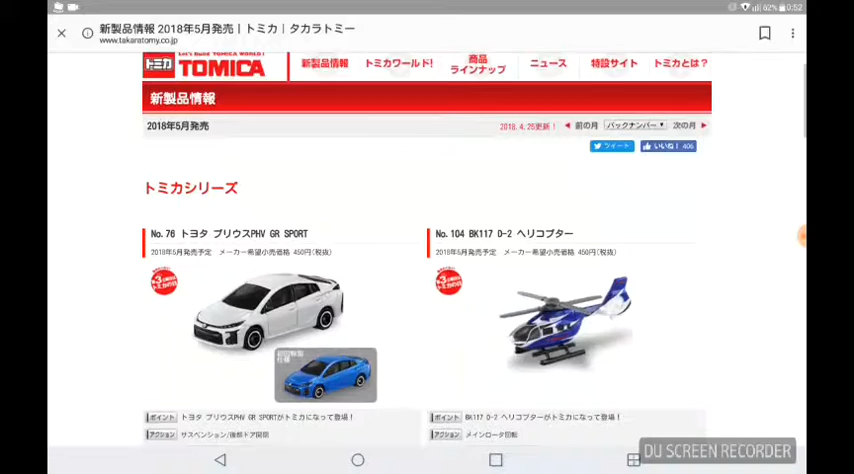 62% 0:52
新製品情報 2018年5月発売｜トミカ｜タカラトミー
www.takaratomy.co.jp
Let's Build TOMICA WORLD!
トミカ TOMICA
新製品情報 トミカワールド! 商品ラインナップ ニュース 特設サイト トミカとは?
新製品情報
2018年5月発売 2018.4.25更新! 前の月 バックナンバー 次の月
ツイート いいね! 406
トミカシリーズ
No.76 トヨタ プリウスPHV GR SPORT
2018年5月発売予定 メーカー希望小売価格 450円(税抜)
初回特別仕様
ポイント トヨタ プリウスPHV GR SPORTがトミカになって登場!
アクション サスペンション/後部ドア開閉
No.104 BK117 D-2 ヘリコプター
2018年5月発売予定 メーカー希望小売価格 450円(税抜)
ポイント BK117 D-2 ヘリコプターがトミカになって登場!
アクション メインロータ回転
DU SCREEN RECORDER